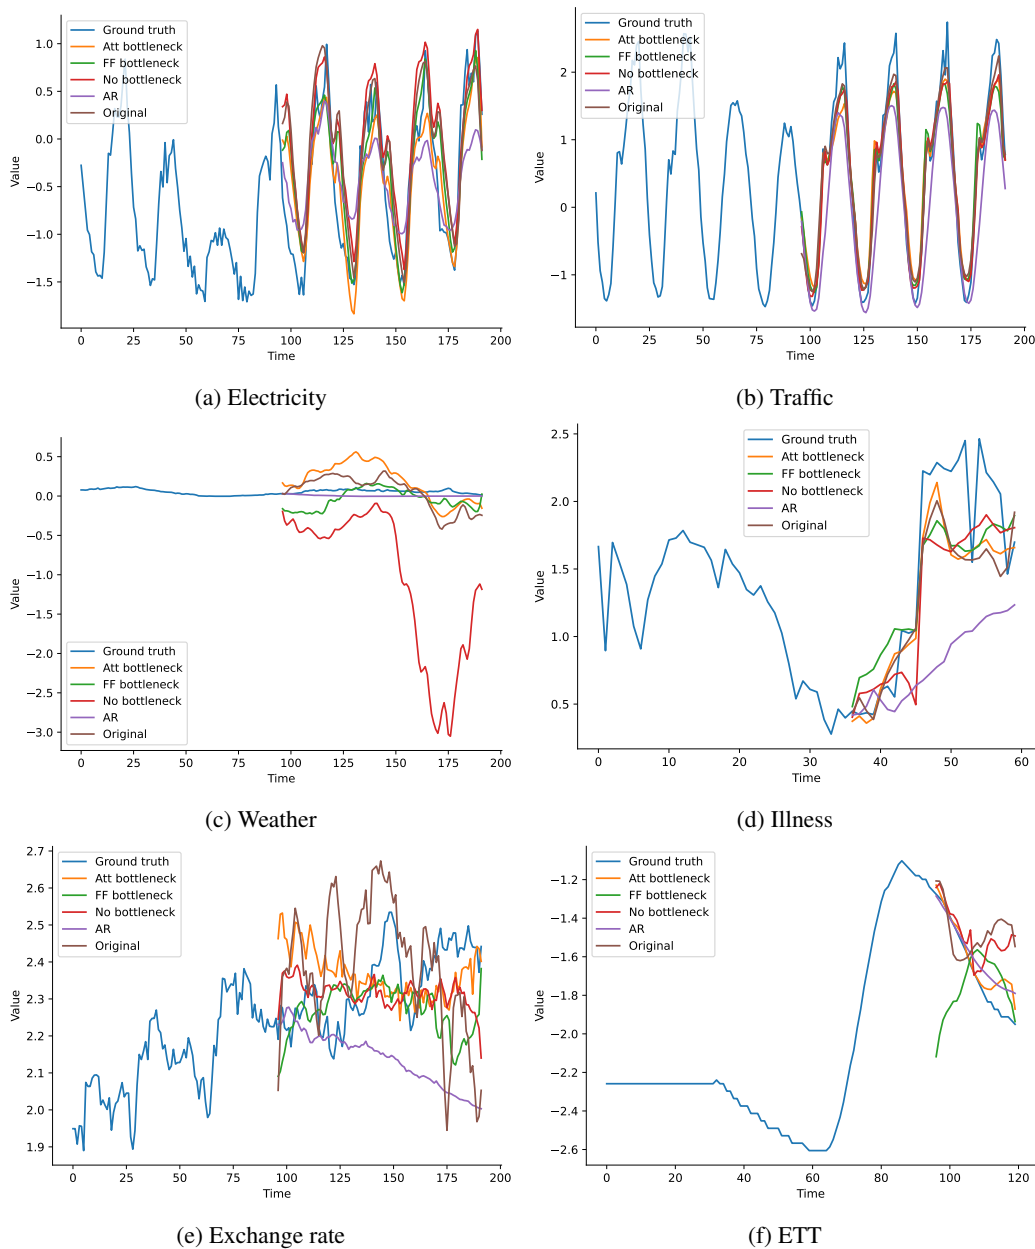 Ground truth
Att bottleneck
FF bottleneck
No bottleneck
AR
Original
1.0
0.5
0.0
−0.5
−1.0
−1.5
Value
0 25 50 75 100 125 150 175 200
Time
(a) Electricity
Ground truth
Att bottleneck
FF bottleneck
No bottleneck
AR
Original
2
1
0
−1
Value
0 25 50 75 100 125 150 175 200
Time
(b) Traffic
0.5
0.0
−0.5
−1.0
−1.5
−2.0
−2.5
−3.0
Value
Ground truth
Att bottleneck
FF bottleneck
No bottleneck
AR
Original
0 25 50 75 100 125 150 175 200
Time
(c) Weather
2.5
2.0
1.5
1.0
0.5
Value
Ground truth
Att bottleneck
FF bottleneck
No bottleneck
AR
Original
0 10 20 30 40 50 60
Time
(d) Illness
2.7
2.6
2.5
2.4
2.3
2.2
2.1
2.0
1.9
Value
Ground truth
Att bottleneck
FF bottleneck
No bottleneck
AR
Original
0 25 50 75 100 125 150 175 200
Time
(e) Exchange rate
−1.2
−1.4
−1.6
−1.8
−2.0
−2.2
−2.4
−2.6
Value
Ground truth
Att bottleneck
FF bottleneck
No bottleneck
AR
Original
0 20 40 60 80 100 120
Time
(f) ETT